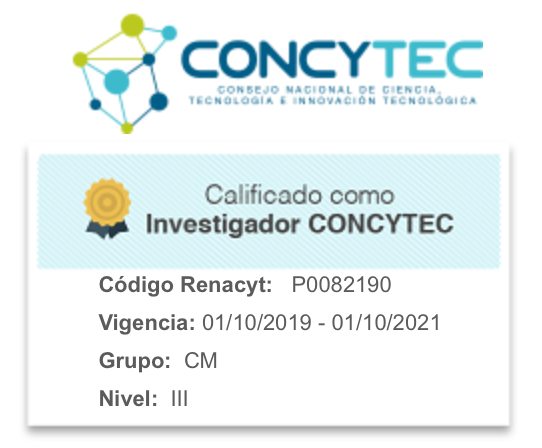 CONCYTEC
CONSEJO NACIONAL DE CIENCIA,
TECNOLOGÍA E INNOVACIÓN TECNOLÓGICA
Calificado como
Investigador CONCYTEC
Código Renacyt: P0082190
Vigencia: 01/10/2019 - 01/10/2021
Grupo: CM
Nivel: III